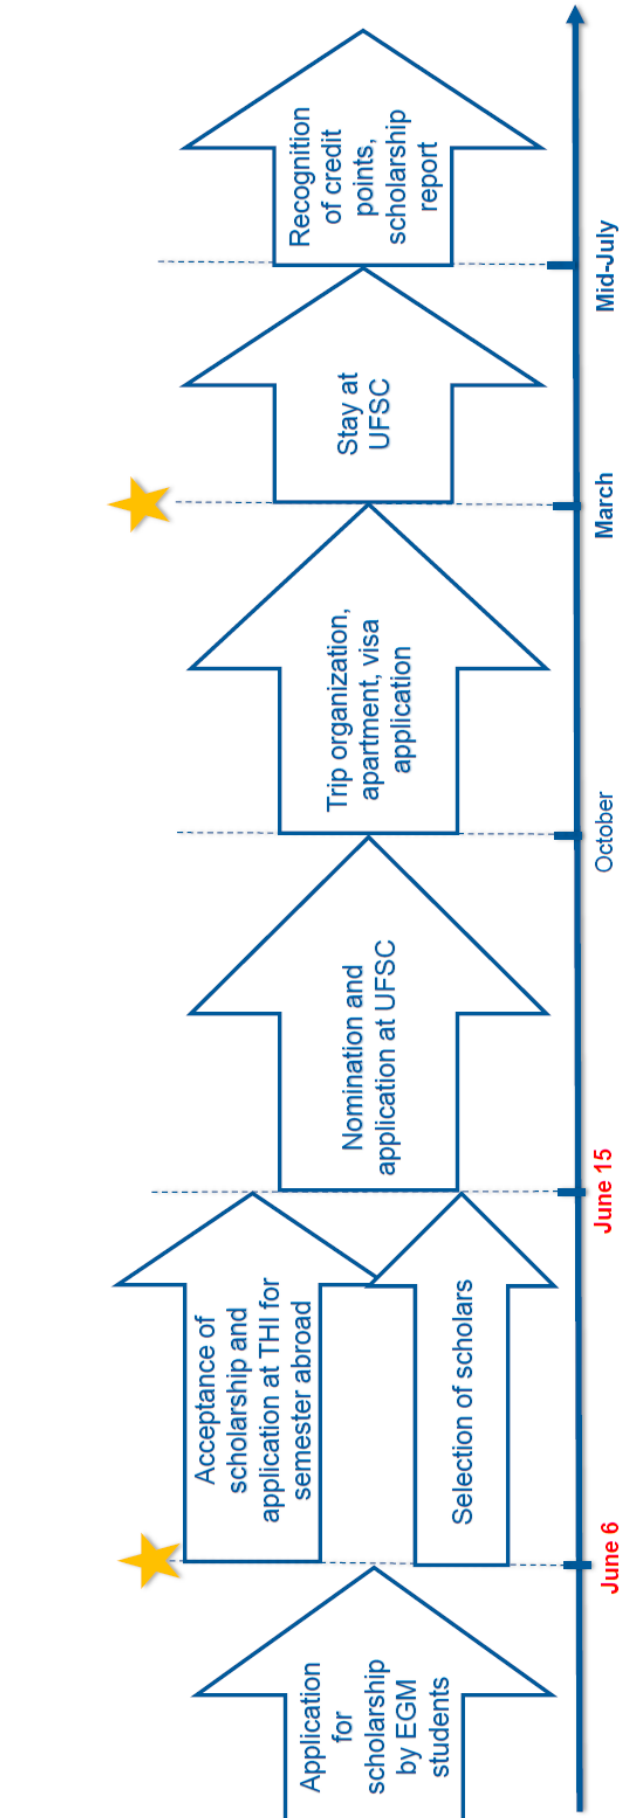 Application
for
scholarship
by EGM
students
Acceptance of
scholarship and
application at THI for
semester abroad
Selection of scholars
Nomination and
application at UFSC
Trip organization,
apartment, visa
application
Stay at
UFSC
Recognition
of credit
points,
scholarship
report
June 6
June 15
October
March
Mid-July